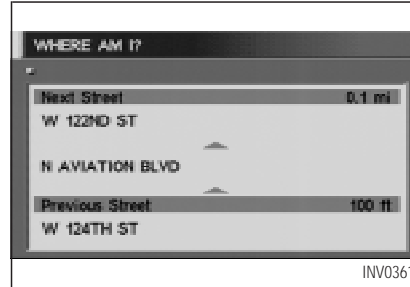 WHERE AM I?
Next Street 0.1 mi
W 122ND ST
N AVIATION BLVD
Previous Street 100 ft
W 124TH ST
INV0361